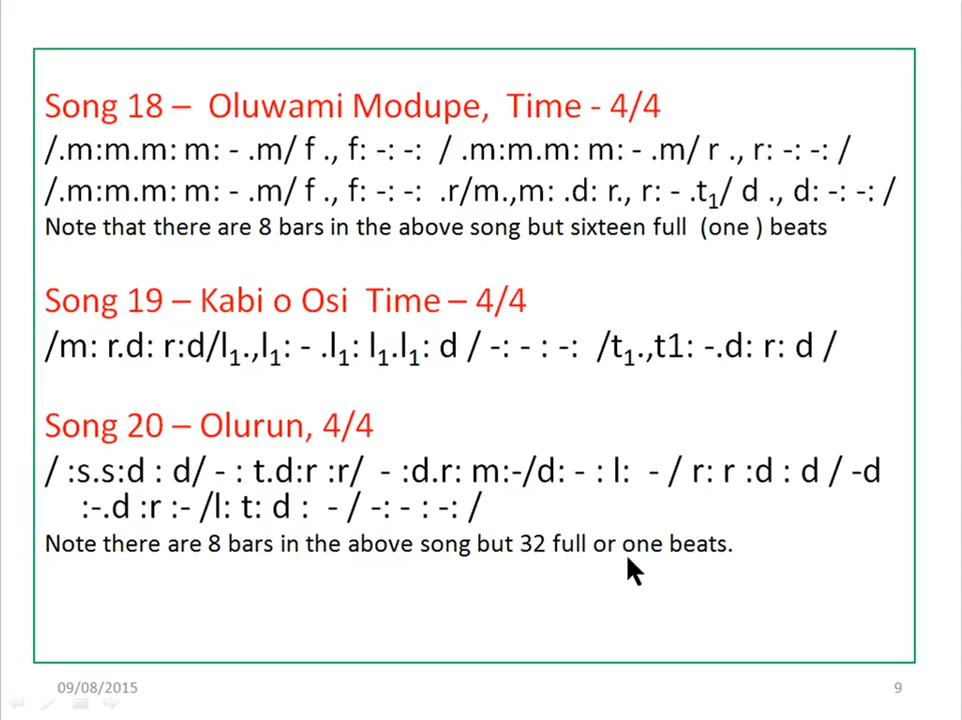 Song 18 – Oluwami Modupe, Time - 4/4
/.m:m.m: m: - .m/ f ., f: -: -: / .m:m.m: m: - .m/ r ., r: -: -: /
/.m:m.m: m: - .m/ f ., f: -: -: .r/m.,m: .d: r., r: - .t₁/ d ., d: -: -: /
Note that there are 8 bars in the above song but sixteen full (one ) beats
Song 19 – Kabi o Osi Time – 4/4
/m: r.d: r:d/l₁.,l₁: - .l₁: l₁.l₁: d / -: - : -: /t₁.,t1: -.d: r: d /
Song 20 – Olurun, 4/4
/ :s.s:d : d/ - : t.d:r :r/ - :d.r: m:-/d: - : l: - / r: r :d : d / -d
:-.d :r :- /l: t: d : - / -: - : -: /
Note there are 8 bars in the above song but 32 full or one beats.
09/08/2015
9